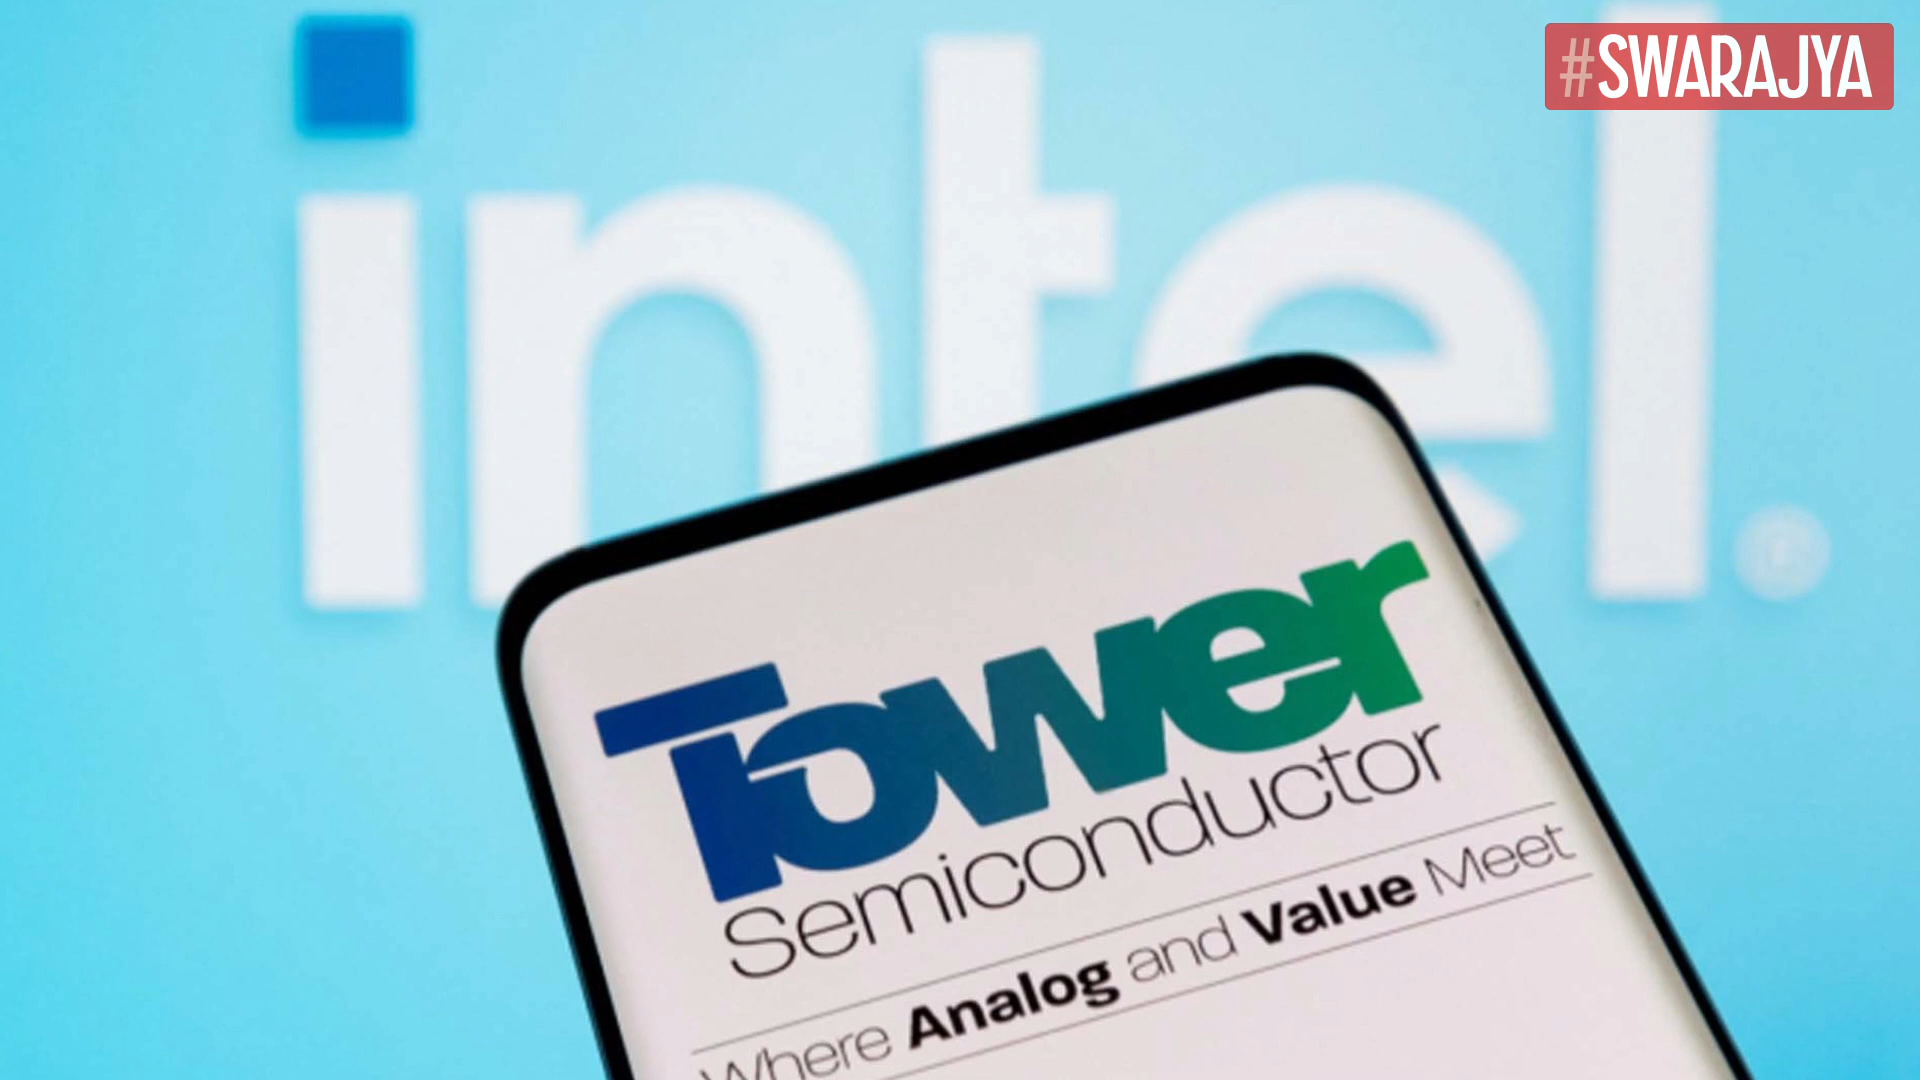 #SWARAJYA
intel®
Tower
Semiconductor
Where Analog and Value Meet